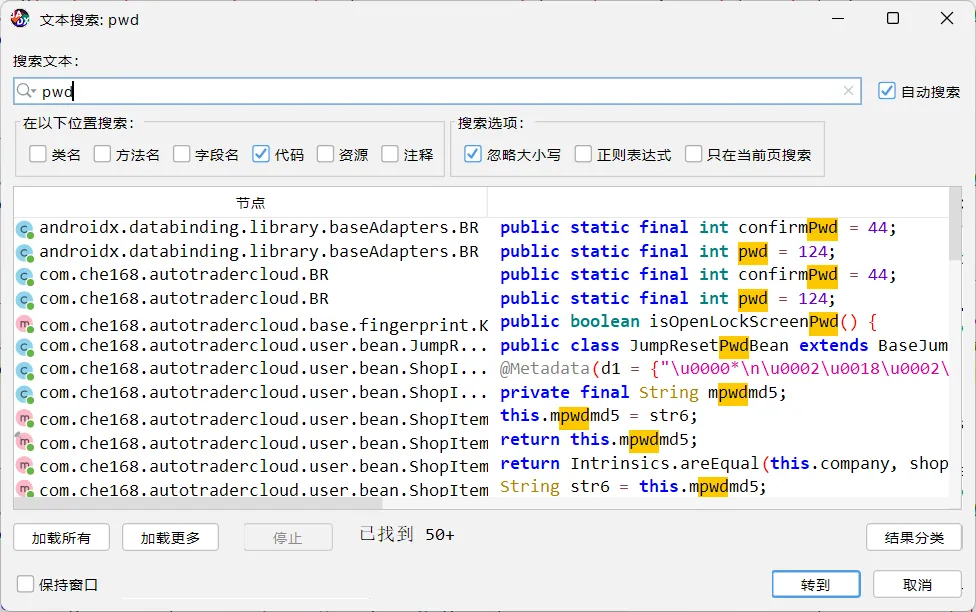 文本搜索: pwd
搜索文本:
pwd
自动搜索
在以下位置搜索:
类名 方法名 字段名 代码 资源 注释
搜索选项:
忽略大小写 正则表达式 只在当前页搜索
节点
androidx.databinding.library.baseAdapters.BR public static final int confirmPwd = 44;
androidx.databinding.library.baseAdapters.BR public static final int pwd = 124;
com.che168.autotradercloud.BR public static final int confirmPwd = 44;
com.che168.autotradercloud.BR public static final int pwd = 124;
com.che168.autotradercloud.base.fingerprint.K public boolean isOpenLockScreenPwd() {
com.che168.autotradercloud.user.bean.JumpR... public class JumpResetPwdBean extends BaseJum
com.che168.autotradercloud.user.bean.ShopI... @Metadata(d1 = {"\u0000*\n\u0002\u0018\u0002\
com.che168.autotradercloud.user.bean.ShopI... private final String mpwdmd5;
com.che168.autotradercloud.user.bean.ShopItem this.mpwdmd5 = str6;
com.che168.autotradercloud.user.bean.ShopItem return this.mpwdmd5;
com.che168.autotradercloud.user.bean.ShopItem return Intrinsics.areEqual(this.company, shop
com.che168.autotradercloud.user.bean.ShopItem String str6 = this.mpwdmd5;
加载所有 加载更多 停止 已找到 50+ 结果分类
保持窗口 转到 取消